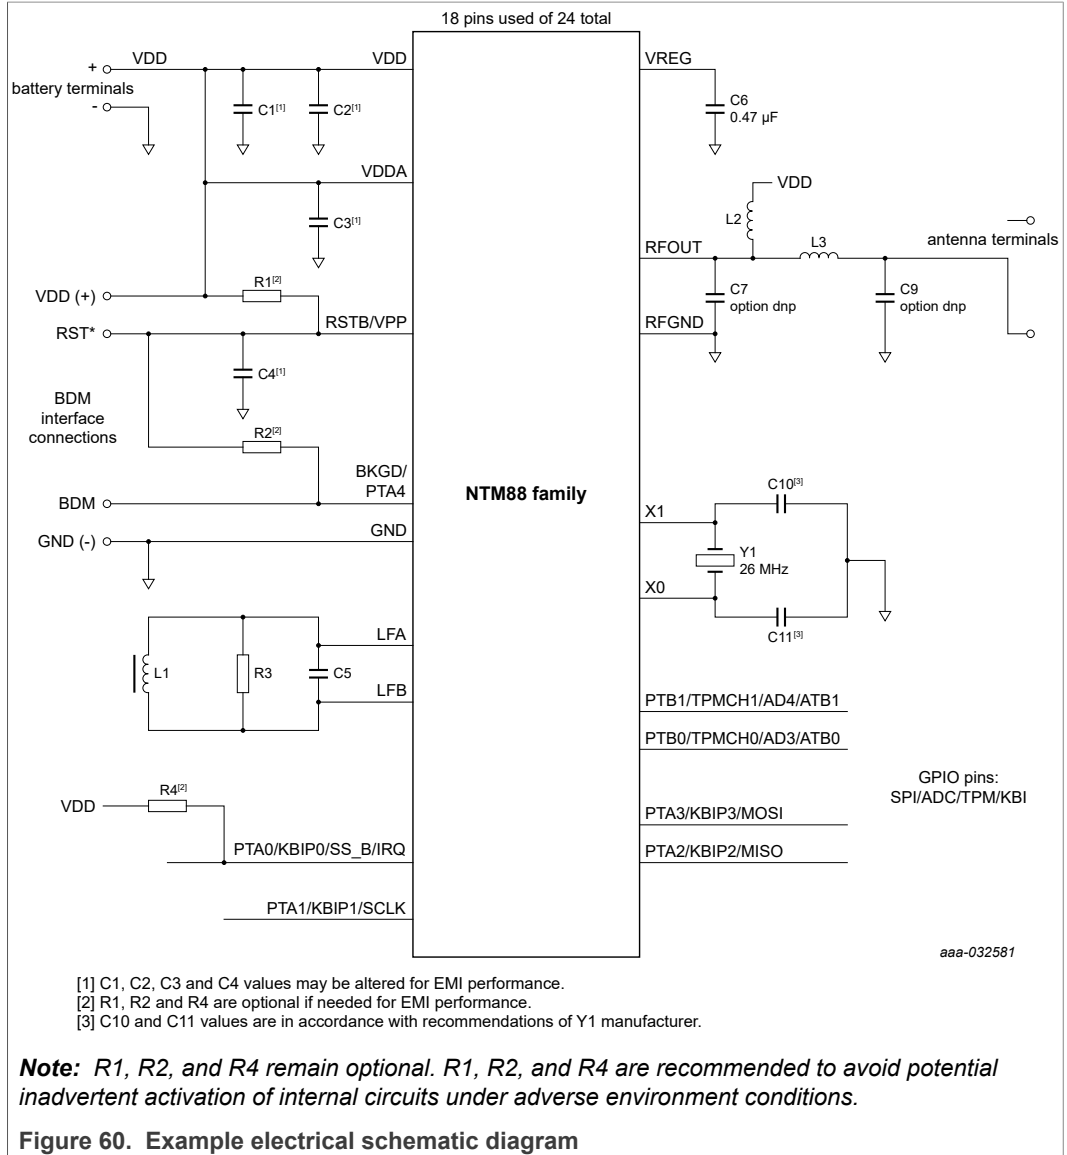 18 pins used of 24 total
+ VDD
battery terminals
-
VDD
C1[1]
C2[1]
VDDA
C3[1]
R1[2]
VDD (+)
RST*
RSTB/VPP
C4[1]
BDM
interface
connections
R2[2]
BKGD/
PTA4
BDM
GND
GND (-)
LFA
L1
R3
C5
LFB
R4[2]
VDD
PTA0/KBIP0/SS_B/IRQ
PTA1/KBIP1/SCLK
NTM88 family
VREG
C6
0.47 µF
VDD
L2
L3
antenna terminals
RFOUT
C7
option dnp
C9
option dnp
RFGND
C10[3]
X1
Y1
26 MHz
X0
C11[3]
PTB1/TPMCH1/AD4/ATB1
PTB0/TPMCH0/AD3/ATB0
GPIO pins:
SPI/ADC/TPM/KBI
PTA3/KBIP3/MOSI
PTA2/KBIP2/MISO
aaa-032581
[1] C1, C2, C3 and C4 values may be altered for EMI performance.
[2] R1, R2 and R4 are optional if needed for EMI performance.
[3] C10 and C11 values are in accordance with recommendations of Y1 manufacturer.
Note: R1, R2, and R4 remain optional. R1, R2, and R4 are recommended to avoid potential
inadvertent activation of internal circuits under adverse environment conditions.
Figure 60. Example electrical schematic diagram